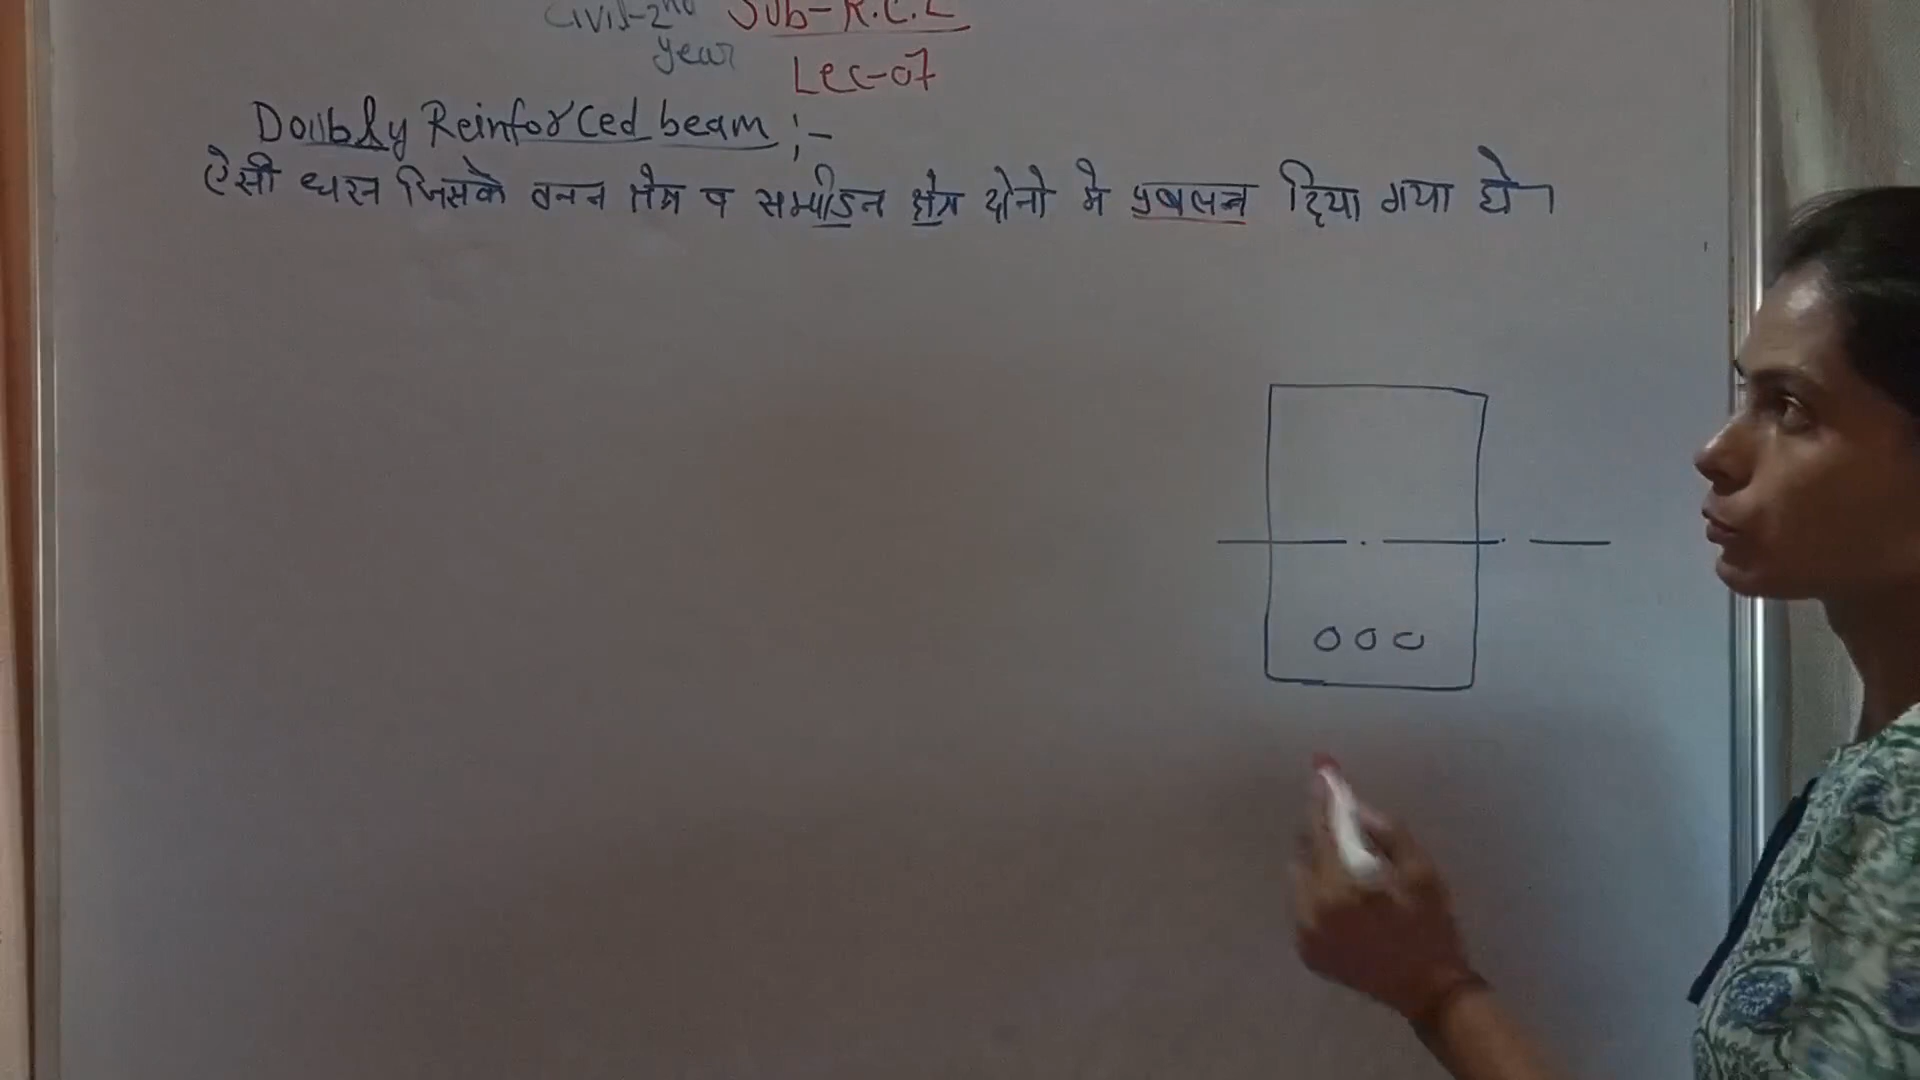 Civil-2nd Sub-R.C.C
year Lec-07
Doubly Reinforced beam :-
ऐसी धरन जिसके तनन क्षेत्र व सम्पीडन क्षेत्र दोनो मे प्रबलन दिया गया हो।